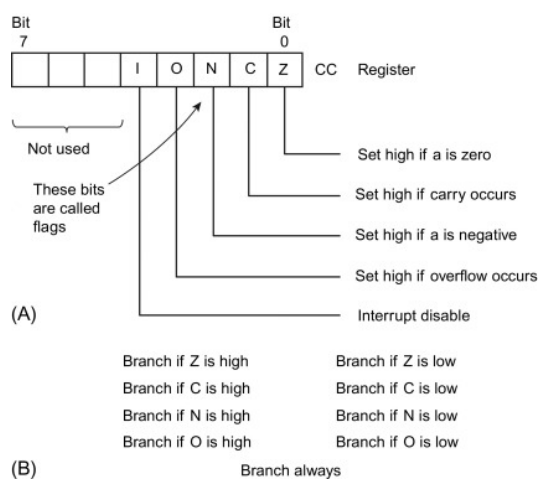 Bit Bit
7 0
I O N C Z CC Register
Not used
These bits
are called
flags
Set high if a is zero
Set high if carry occurs
Set high if a is negative
Set high if overflow occurs
Interrupt disable
(A)
Branch if Z is high Branch if Z is low
Branch if C is high Branch if C is low
Branch if N is high Branch if N is low
Branch if O is high Branch if O is low
(B) Branch always